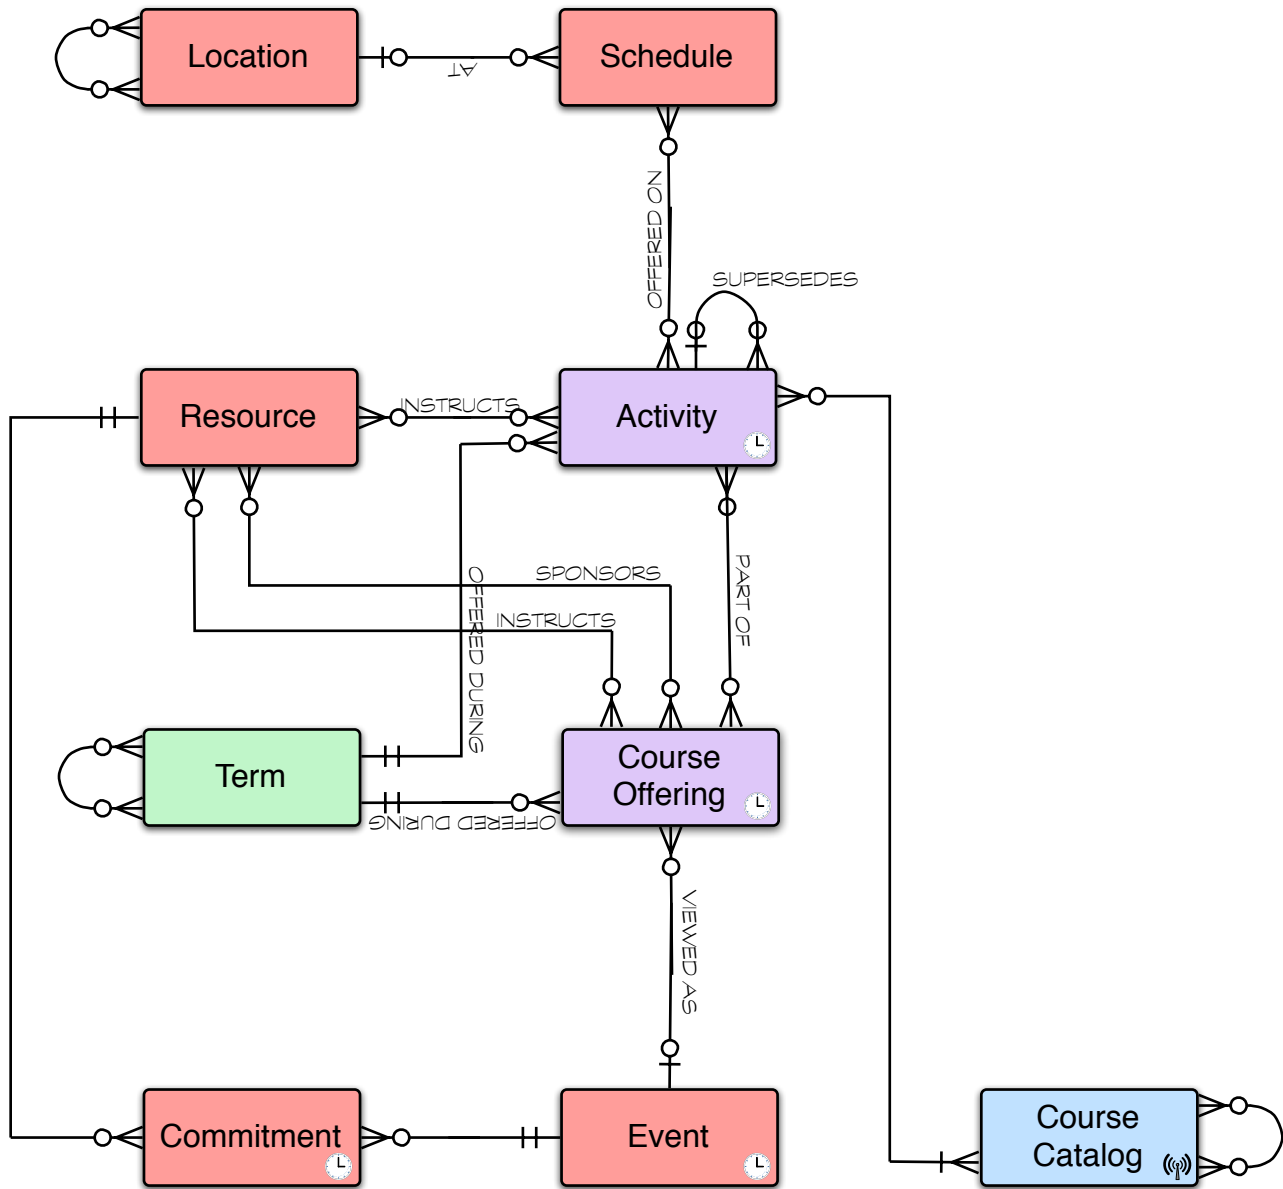 Location
AT
Schedule
OFFERED ON
SUPERSEDES
Resource
INSTRUCTS
Activity
SPONSORS
INSTRUCTS
OFFERED DURING
PART OF
Term
OFFERED DURING
Course
Offering
VIEWED AS
Commitment
Event
Course
Catalog